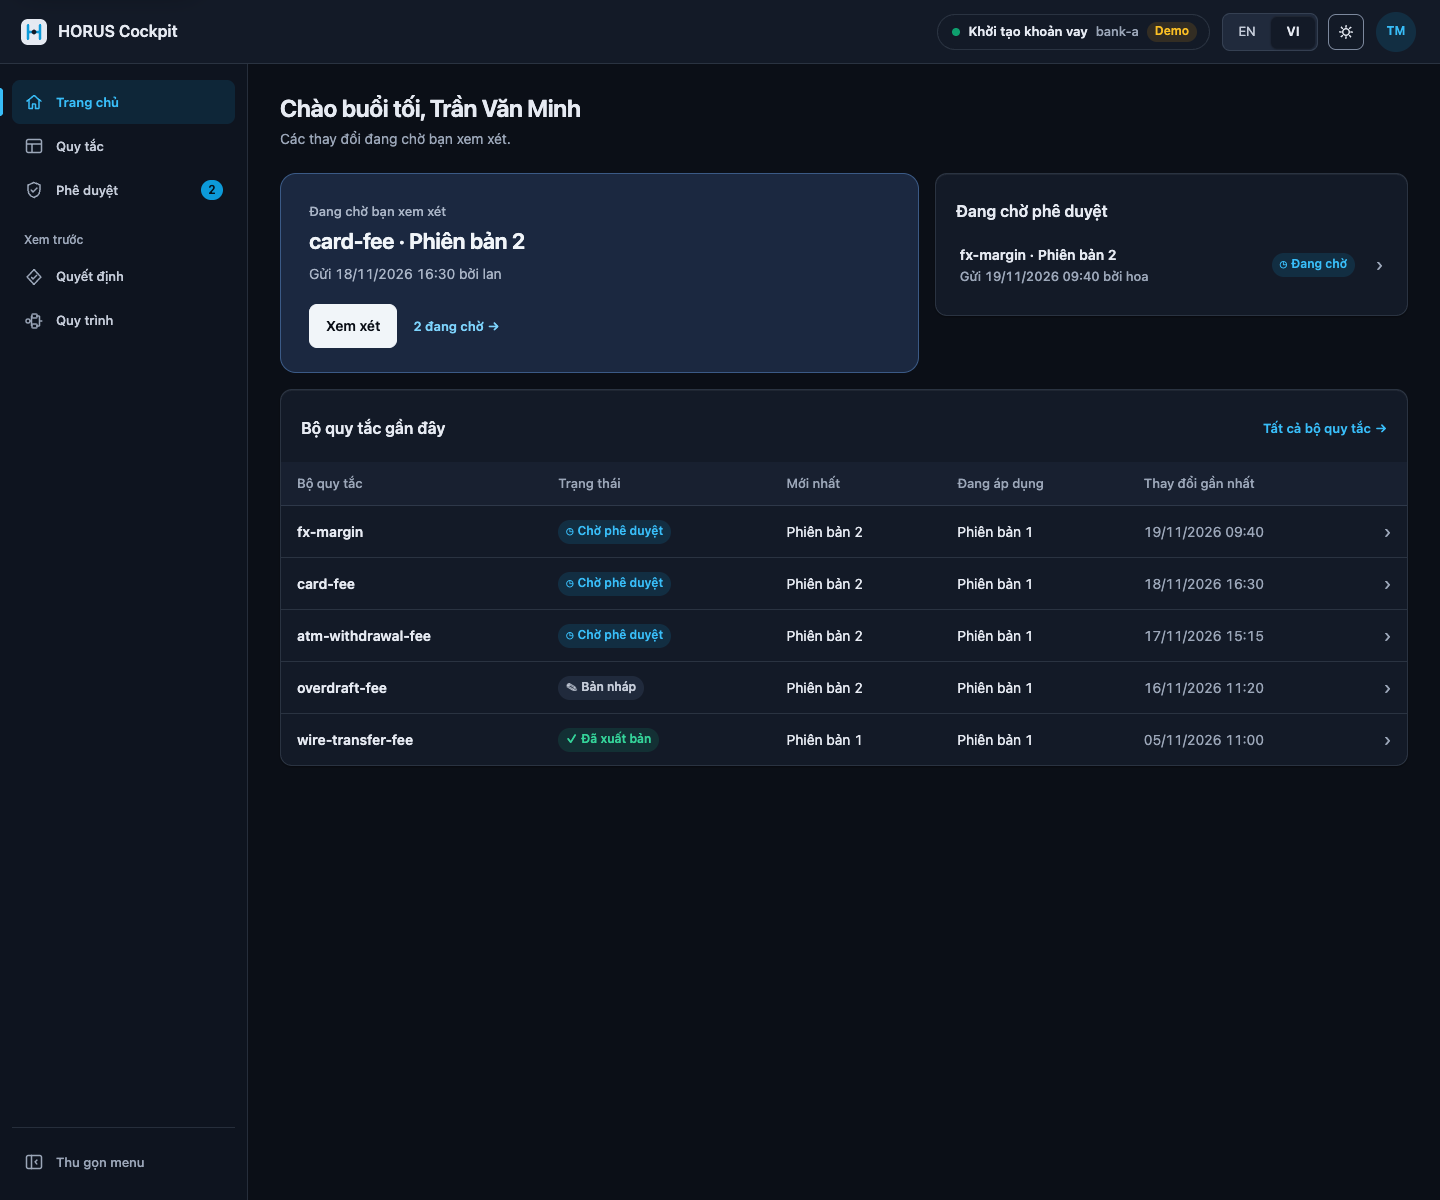 HORUS Cockpit
Khởi tạo khoản vay bank-a Demo
EN VI
TM
Trang chủ
Quy tắc
Phê duyệt 2
Xem trước
Quyết định
Quy trình
Thu gọn menu
Chào buổi tối, Trần Văn Minh
Các thay đổi đang chờ bạn xem xét.
Đang chờ bạn xem xét
card-fee · Phiên bản 2
Gửi 18/11/2026 16:30 bởi lan
Xem xét 2 đang chờ →
Đang chờ phê duyệt
fx-margin · Phiên bản 2
Gửi 19/11/2026 09:40 bởi hoa
Đang chờ
Bộ quy tắc gần đây Tất cả bộ quy tắc →
Bộ quy tắc Trạng thái Mới nhất Đang áp dụng Thay đổi gần nhất
fx-margin Chờ phê duyệt Phiên bản 2 Phiên bản 1 19/11/2026 09:40
card-fee Chờ phê duyệt Phiên bản 2 Phiên bản 1 18/11/2026 16:30
atm-withdrawal-fee Chờ phê duyệt Phiên bản 2 Phiên bản 1 17/11/2026 15:15
overdraft-fee Bản nháp Phiên bản 2 Phiên bản 1 16/11/2026 11:20
wire-transfer-fee Đã xuất bản Phiên bản 1 Phiên bản 1 05/11/2026 11:00